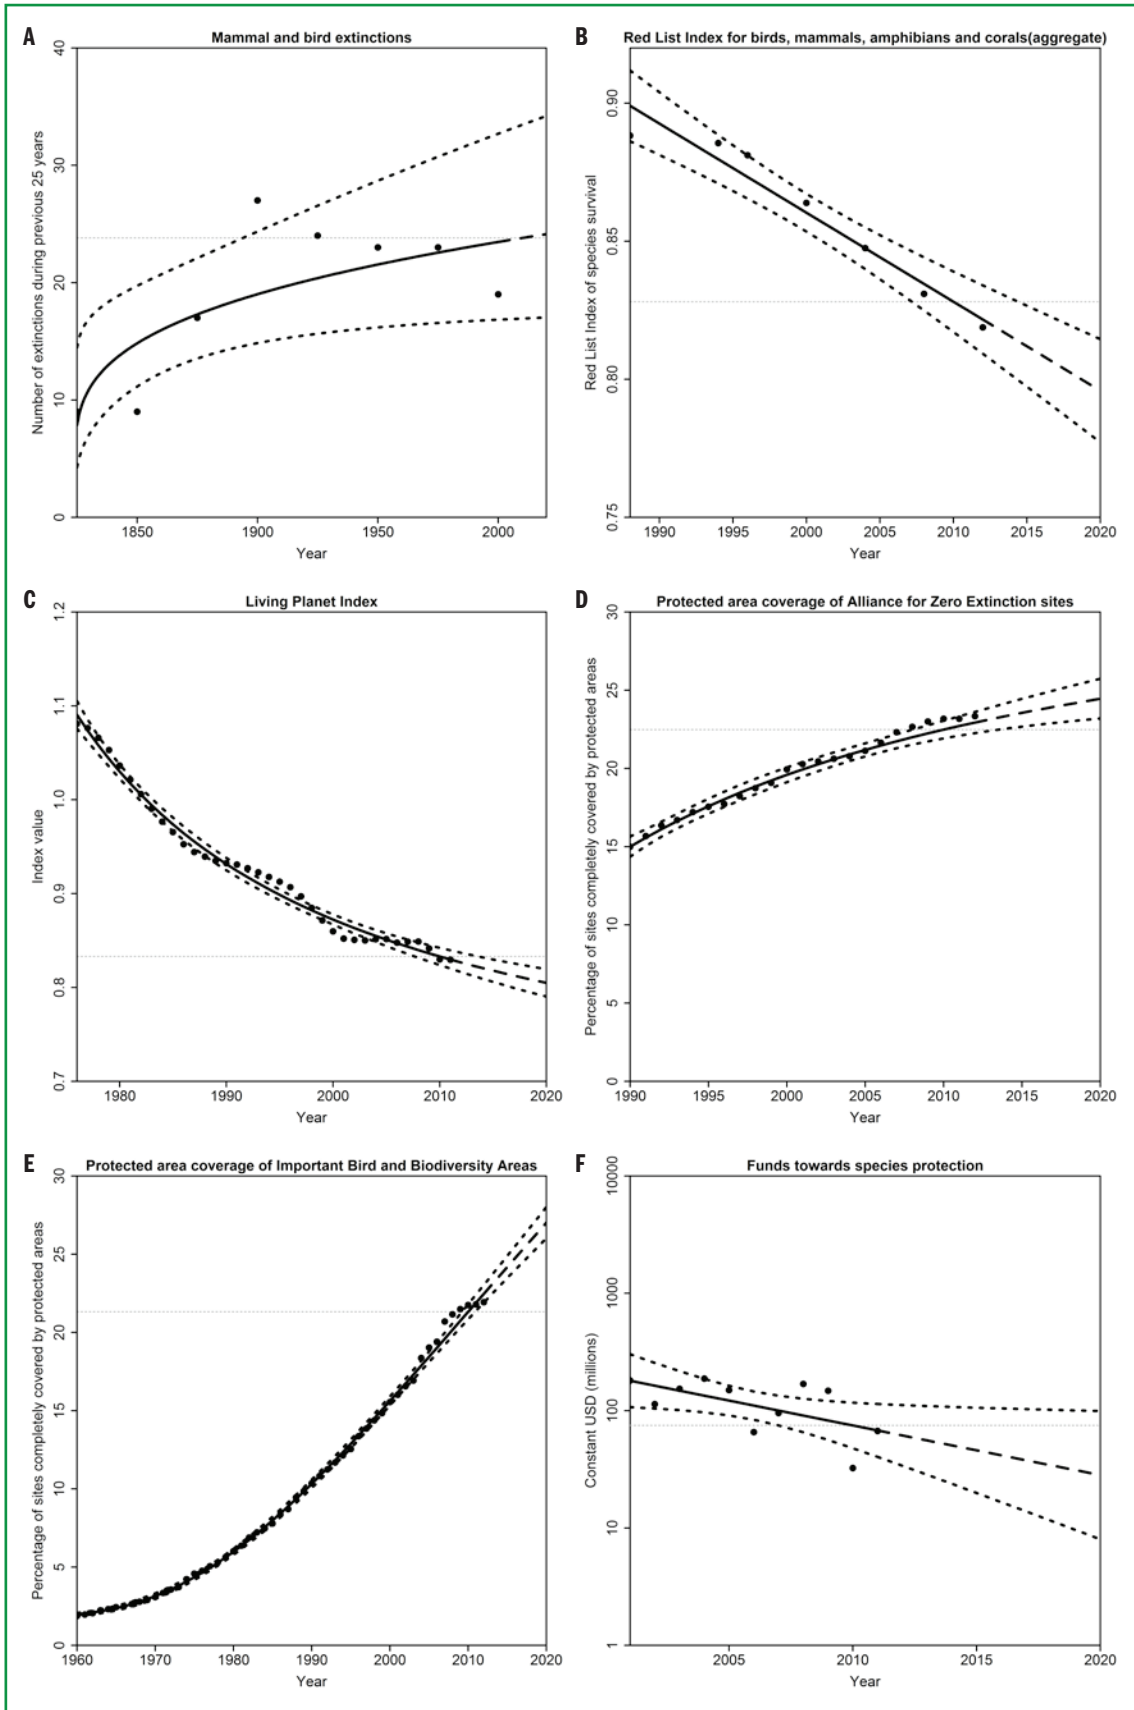 A
Mammal and bird extinctions
Number of extinctions during previous 25 years
40
30
20
10
0
1850 1900 1950 2000
Year
B
Red List Index for birds, mammals, amphibians and corals(aggregate)
Red List Index of species survival
0.90
0.85
0.80
0.75
1990 1995 2000 2005 2010 2015 2020
Year
C
Living Planet Index
Index value
1.2
1.1
1.0
0.9
0.8
0.7
1980 1990 2000 2010 2020
Year
D
Protected area coverage of Alliance for Zero Extinction sites
Percentage of sites completely covered by protected areas
30
25
20
15
10
5
0
1990 1995 2000 2005 2010 2015 2020
Year
E
Protected area coverage of Important Bird and Biodiversity Areas
Percentage of sites completely covered by protected areas
30
25
20
15
10
5
0
1960 1970 1980 1990 2000 2010 2020
Year
F
Funds towards species protection
Constant USD (millions)
10000
1000
100
10
1
2005 2010 2015 2020
Year